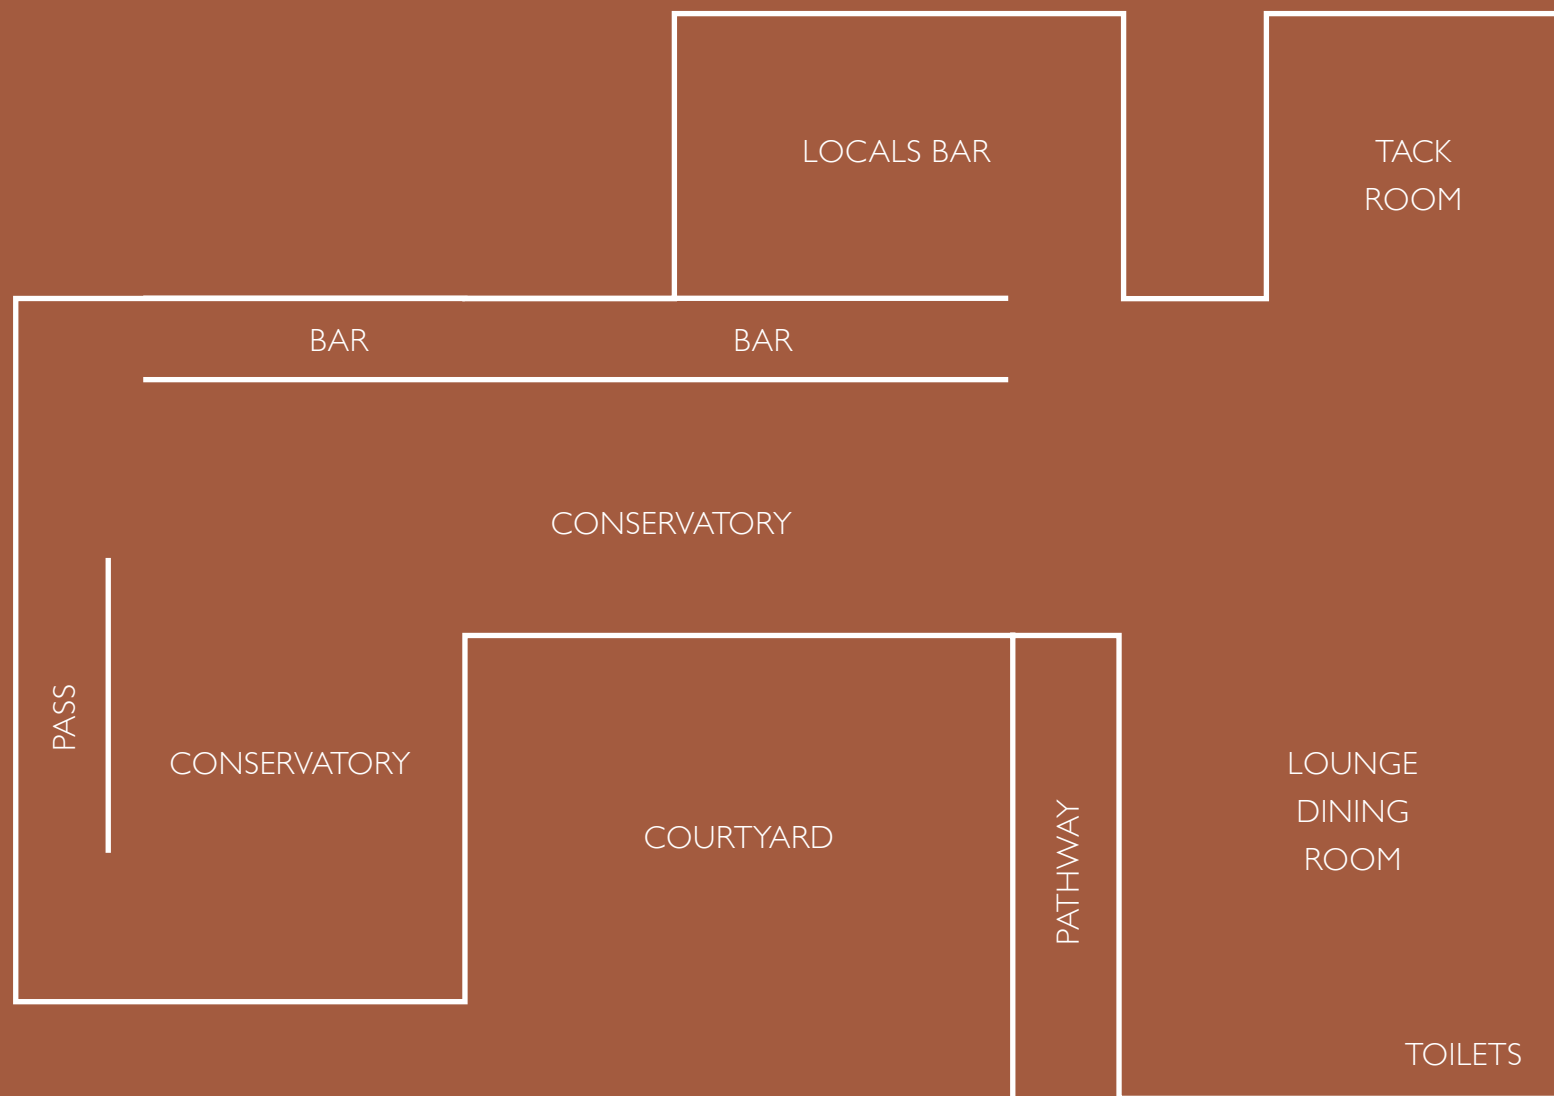 LOCALS BAR
TACK
ROOM
BAR
BAR
CONSERVATORY
PASS
CONSERVATORY
COURTYARD
PATHWAY
LOUNGE
DINING
ROOM
TOILETS